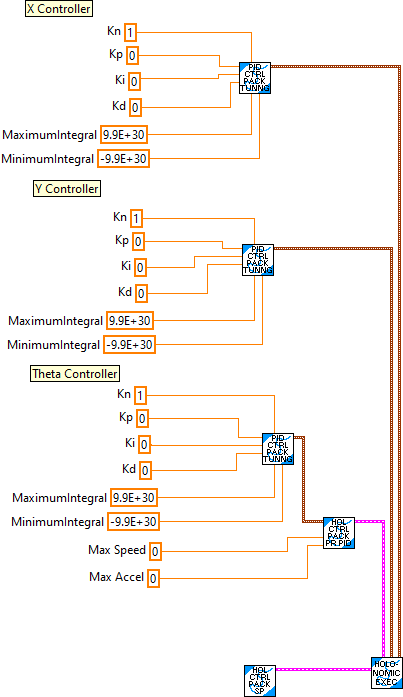 X Controller
Kn 1
Kp 0
Ki 0
Kd 0
MaximumIntegral 9.9E+30
MinimumIntegral -9.9E+30
PID
CTRL
PACK
TUNNG
Y Controller
Kn 1
Kp 0
Ki 0
Kd 0
MaximumIntegral 9.9E+30
MinimumIntegral -9.9E+30
PID
CTRL
PACK
TUNNG
Theta Controller
Kn 1
Kp 0
Ki 0
Kd 0
MaximumIntegral 9.9E+30
MinimumIntegral -9.9E+30
PID
CTRL
PACK
TUNNG
Max Speed 0
Max Accel 0
HOL
CTRL
PACK
PR.PID
HOL
CTRL
PACK
SP
HOLO
NOMIC
EXEC